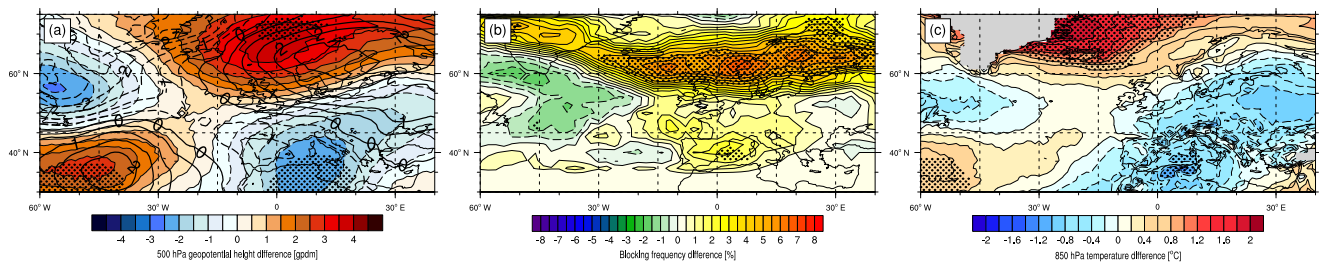 (a) (b) (c)
60° N 60° N 60° N
40° N 40° N 40° N
60° W 30° W 0° E 30° E 60° W 30° W 0° E 30° E 60° W 30° W 0° E 30° E
-4 -3 -2 -1 0 1 2 3 4 -8 -7 -6 -5 -4 -3 -2 -1 0 1 2 3 4 5 6 7 8 -2 -1.6 -1.2 -0.8 -0.4 0 0.4 0.8 1.2 1.6 2
500 hPa geopotential height difference [gpdm] Blocking frequency difference [%] 850 hPa temperature difference [°C]